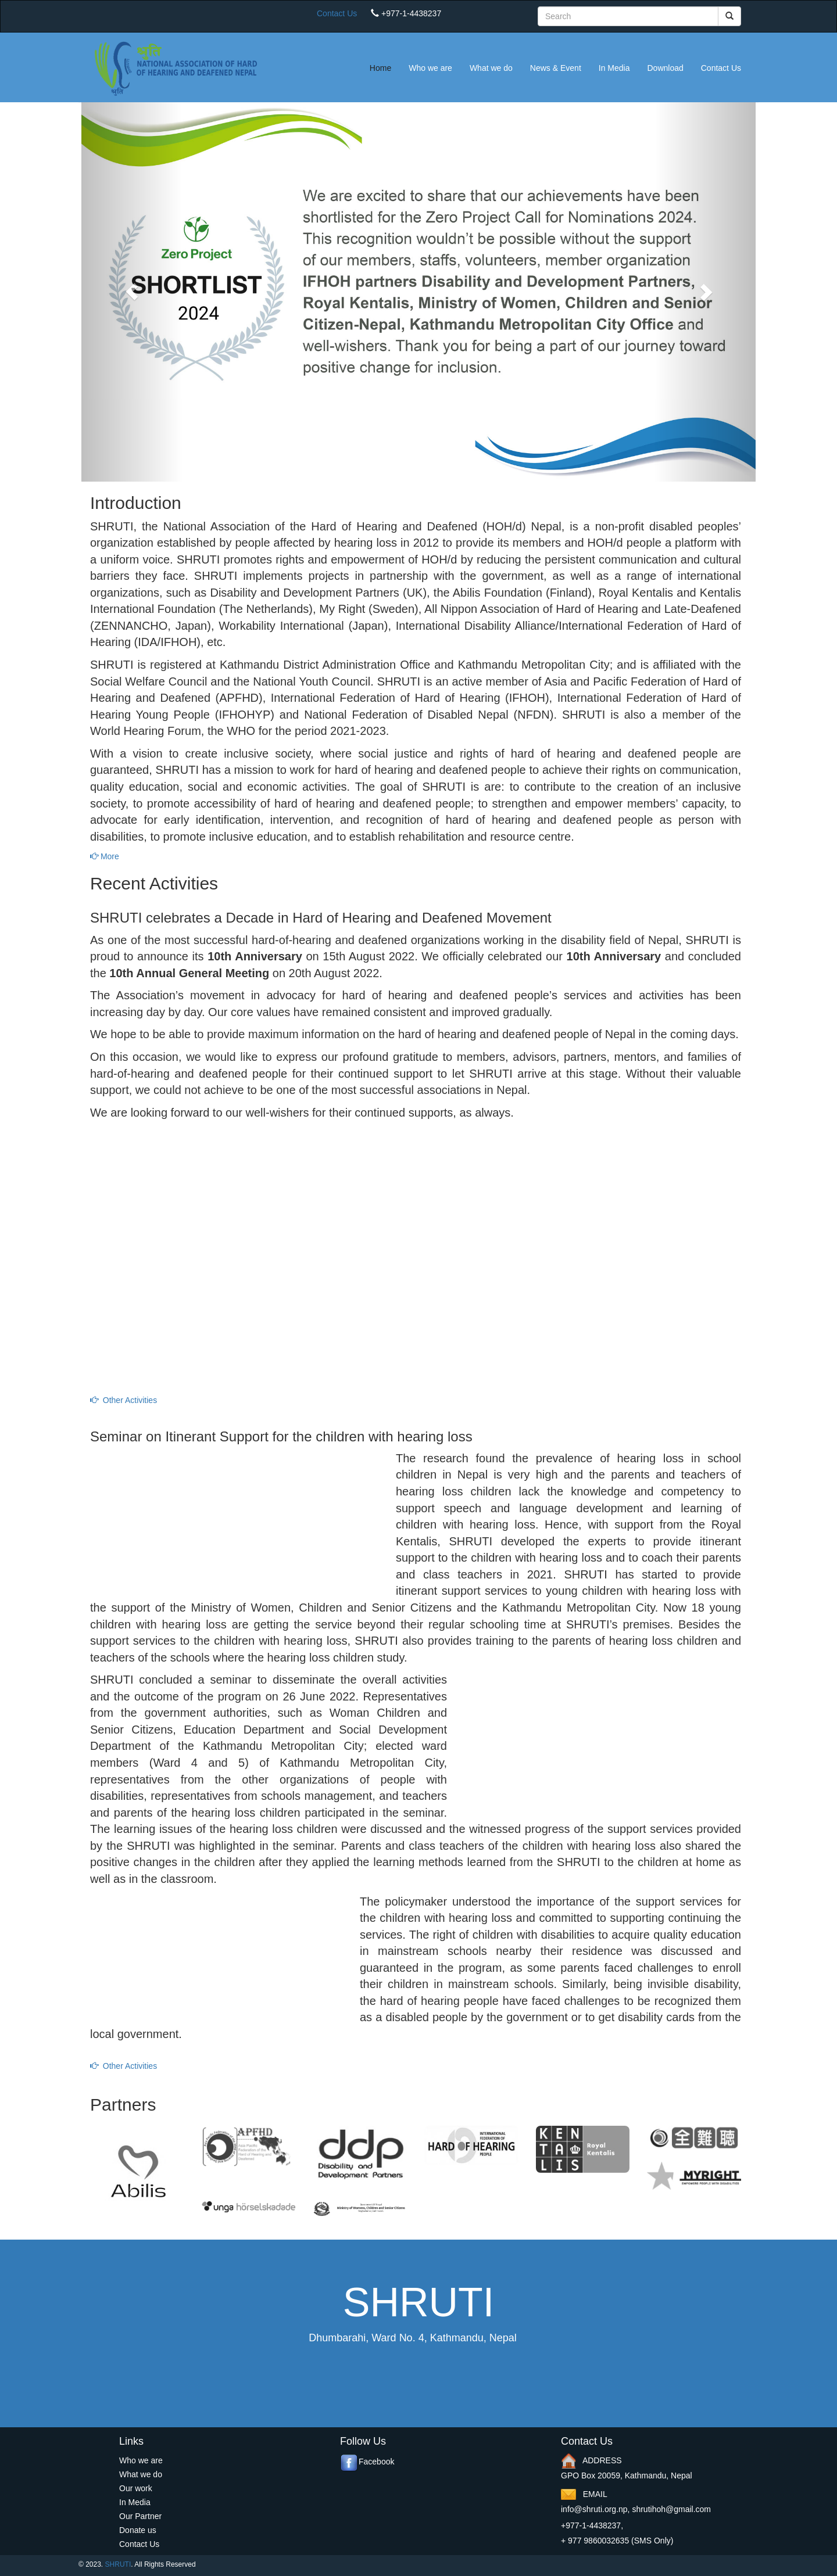 Contact Us +977-1-4438237 Search
श्रुति
NATIONAL ASSOCIATION OF HARD
OF HEARING AND DEAFENED NEPAL
श्रुति
Home Who we are What we do News & Event In Media Download Contact Us
Zero Project
SHORTLIST
2024
We are excited to share that our achievements have been
shortlisted for the Zero Project Call for Nominations 2024.
This recognition wouldn't be possible without the support
of our members, staffs, volunteers, member organization
IFHOH partners Disability and Development Partners,
Royal Kentalis, Ministry of Women, Children and Senior
Citizen-Nepal, Kathmandu Metropolitan City Office and
well-wishers. Thank you for being a part of our journey toward
positive change for inclusion.
Introduction
SHRUTI, the National Association of the Hard of Hearing and Deafened (HOH/d) Nepal, is a non-profit disabled peoples'
organization established by people affected by hearing loss in 2012 to provide its members and HOH/d people a platform with
a uniform voice. SHRUTI promotes rights and empowerment of HOH/d by reducing the persistent communication and cultural
barriers they face. SHRUTI implements projects in partnership with the government, as well as a range of international
organizations, such as Disability and Development Partners (UK), the Abilis Foundation (Finland), Royal Kentalis and Kentalis
International Foundation (The Netherlands), My Right (Sweden), All Nippon Association of Hard of Hearing and Late-Deafened
(ZENNANCHO, Japan), Workability International (Japan), International Disability Alliance/International Federation of Hard of
Hearing (IDA/IFHOH), etc.
SHRUTI is registered at Kathmandu District Administration Office and Kathmandu Metropolitan City; and is affiliated with the
Social Welfare Council and the National Youth Council. SHRUTI is an active member of Asia and Pacific Federation of Hard of
Hearing and Deafened (APFHD), International Federation of Hard of Hearing (IFHOH), International Federation of Hard of
Hearing Young People (IFHOHYP) and National Federation of Disabled Nepal (NFDN). SHRUTI is also a member of the
World Hearing Forum, the WHO for the period 2021-2023.
With a vision to create inclusive society, where social justice and rights of hard of hearing and deafened people are
guaranteed, SHRUTI has a mission to work for hard of hearing and deafened people to achieve their rights on communication,
quality education, social and economic activities. The goal of SHRUTI is are: to contribute to the creation of an inclusive
society, to promote accessibility of hard of hearing and deafened people; to strengthen and empower members' capacity, to
advocate for early identification, intervention, and recognition of hard of hearing and deafened people as person with
disabilities, to promote inclusive education, and to establish rehabilitation and resource centre.
More
Recent Activities
SHRUTI celebrates a Decade in Hard of Hearing and Deafened Movement
As one of the most successful hard-of-hearing and deafened organizations working in the disability field of Nepal, SHRUTI is
proud to announce its 10th Anniversary on 15th August 2022. We officially celebrated our 10th Anniversary and concluded
the 10th Annual General Meeting on 20th August 2022.
The Association's movement in advocacy for hard of hearing and deafened people's services and activities has been
increasing day by day. Our core values have remained consistent and improved gradually.
We hope to be able to provide maximum information on the hard of hearing and deafened people of Nepal in the coming days.
On this occasion, we would like to express our profound gratitude to members, advisors, partners, mentors, and families of
hard-of-hearing and deafened people for their continued support to let SHRUTI arrive at this stage. Without their valuable
support, we could not achieve to be one of the most successful associations in Nepal.
We are looking forward to our well-wishers for their continued supports, as always.
Other Activities
Seminar on Itinerant Support for the children with hearing loss
The research found the prevalence of hearing loss in school
children in Nepal is very high and the parents and teachers of
hearing loss children lack the knowledge and competency to
support speech and language development and learning of
children with hearing loss. Hence, with support from the Royal
Kentalis, SHRUTI developed the experts to provide itinerant
support to the children with hearing loss and to coach their parents
and class teachers in 2021. SHRUTI has started to provide
itinerant support services to young children with hearing loss with
the support of the Ministry of Women, Children and Senior Citizens and the Kathmandu Metropolitan City. Now 18 young
children with hearing loss are getting the service beyond their regular schooling time at SHRUTI's premises. Besides the
support services to the children with hearing loss, SHRUTI also provides training to the parents of hearing loss children and
teachers of the schools where the hearing loss children study.
SHRUTI concluded a seminar to disseminate the overall activities
and the outcome of the program on 26 June 2022. Representatives
from the government authorities, such as Woman Children and
Senior Citizens, Education Department and Social Development
Department of the Kathmandu Metropolitan City; elected ward
members (Ward 4 and 5) of Kathmandu Metropolitan City,
representatives from the other organizations of people with
disabilities, representatives from schools management, and teachers
and parents of the hearing loss children participated in the seminar.
The learning issues of the hearing loss children were discussed and the witnessed progress of the support services provided
by the SHRUTI was highlighted in the seminar. Parents and class teachers of the children with hearing loss also shared the
positive changes in the children after they applied the learning methods learned from the SHRUTI to the children at home as
well as in the classroom.
The policymaker understood the importance of the support services for
the children with hearing loss and committed to supporting continuing the
services. The right of children with disabilities to acquire quality education
in mainstream schools nearby their residence was discussed and
guaranteed in the program, as some parents faced challenges to enroll
their children in mainstream schools. Similarly, being invisible disability,
the hard of hearing people have faced challenges to be recognized them
as a disabled people by the government or to get disability cards from the
local government.
Other Activities
Partners
Abilis
APFHD
ddp
Disability and
Development Partners
INTERNATIONAL
FEDERATION OF
HARD OF HEARING
PEOPLE
KEN
TA
LIS
Royal
Kentalis
全難聴
MYRIGHT
EMPOWERS PEOPLE WITH DISABILITIES
unga hörselskadade
Ministry of Women, Children and Senior Citizens
SHRUTI
Dhumbarahi, Ward No. 4, Kathmandu, Nepal
Links
Who we are
What we do
Our work
In Media
Our Partner
Donate us
Contact Us
Follow Us
Facebook
Contact Us
ADDRESS
GPO Box 20059, Kathmandu, Nepal
EMAIL
info@shruti.org.np, shrutihoh@gmail.com
+977-1-4438237,
+ 977 9860032635 (SMS Only)
© 2023. SHRUTI. All Rights Reserved